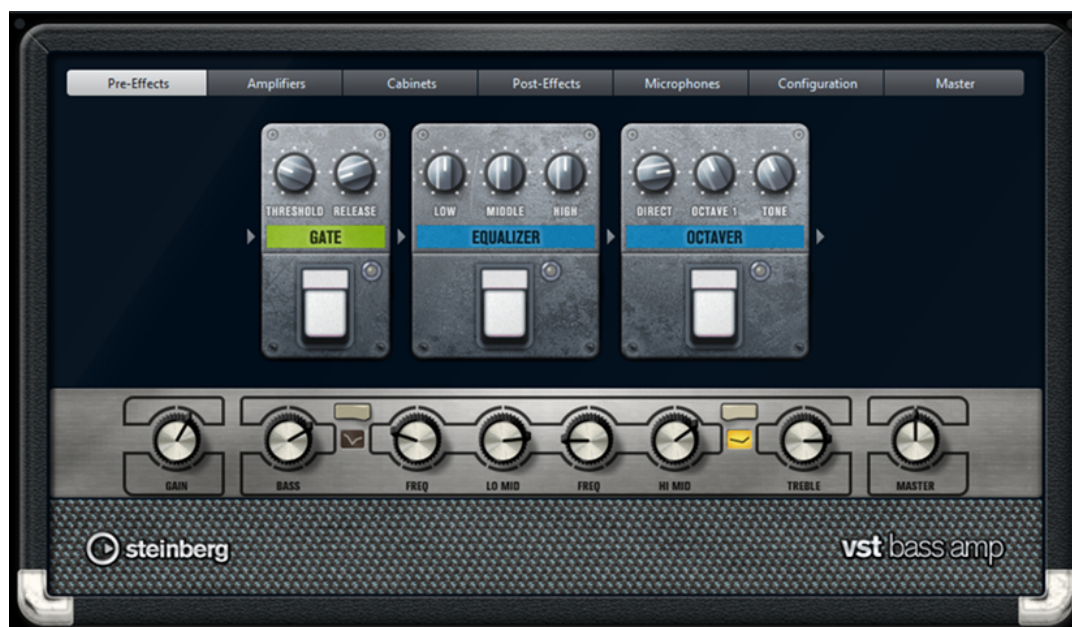 Pre-Effects Amplifiers Cabinets Post-Effects Microphones Configuration Master
THRESHOLD RELEASE LOW MIDDLE HIGH DIRECT OCTAVE 1 TONE
GATE EQUALIZER OCTAVER
GAIN BASS FREQ LO MID FREQ HI MID TREBLE MASTER
steinberg vst bass amp